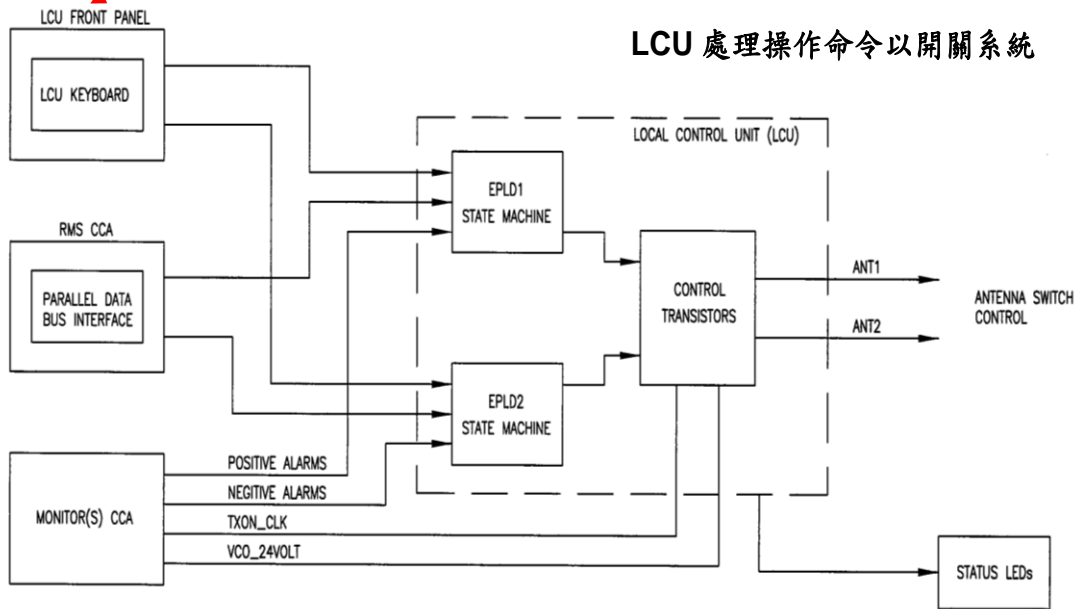 LCU FRONT PANEL
LCU 處理操作命令以開關系統
LCU KEYBOARD
LOCAL CONTROL UNIT (LCU)
EPLD1
STATE MACHINE
RMS CCA
PARALLEL DATA
BUS INTERFACE
CONTROL
TRANSISTORS
ANT1
ANT2
ANTENNA SWITCH
CONTROL
EPLD2
STATE MACHINE
MONITOR(S) CCA
POSITIVE ALARMS
NEGITIVE ALARMS
TXON_CLK
VCO_24VOLT
STATUS LEDs